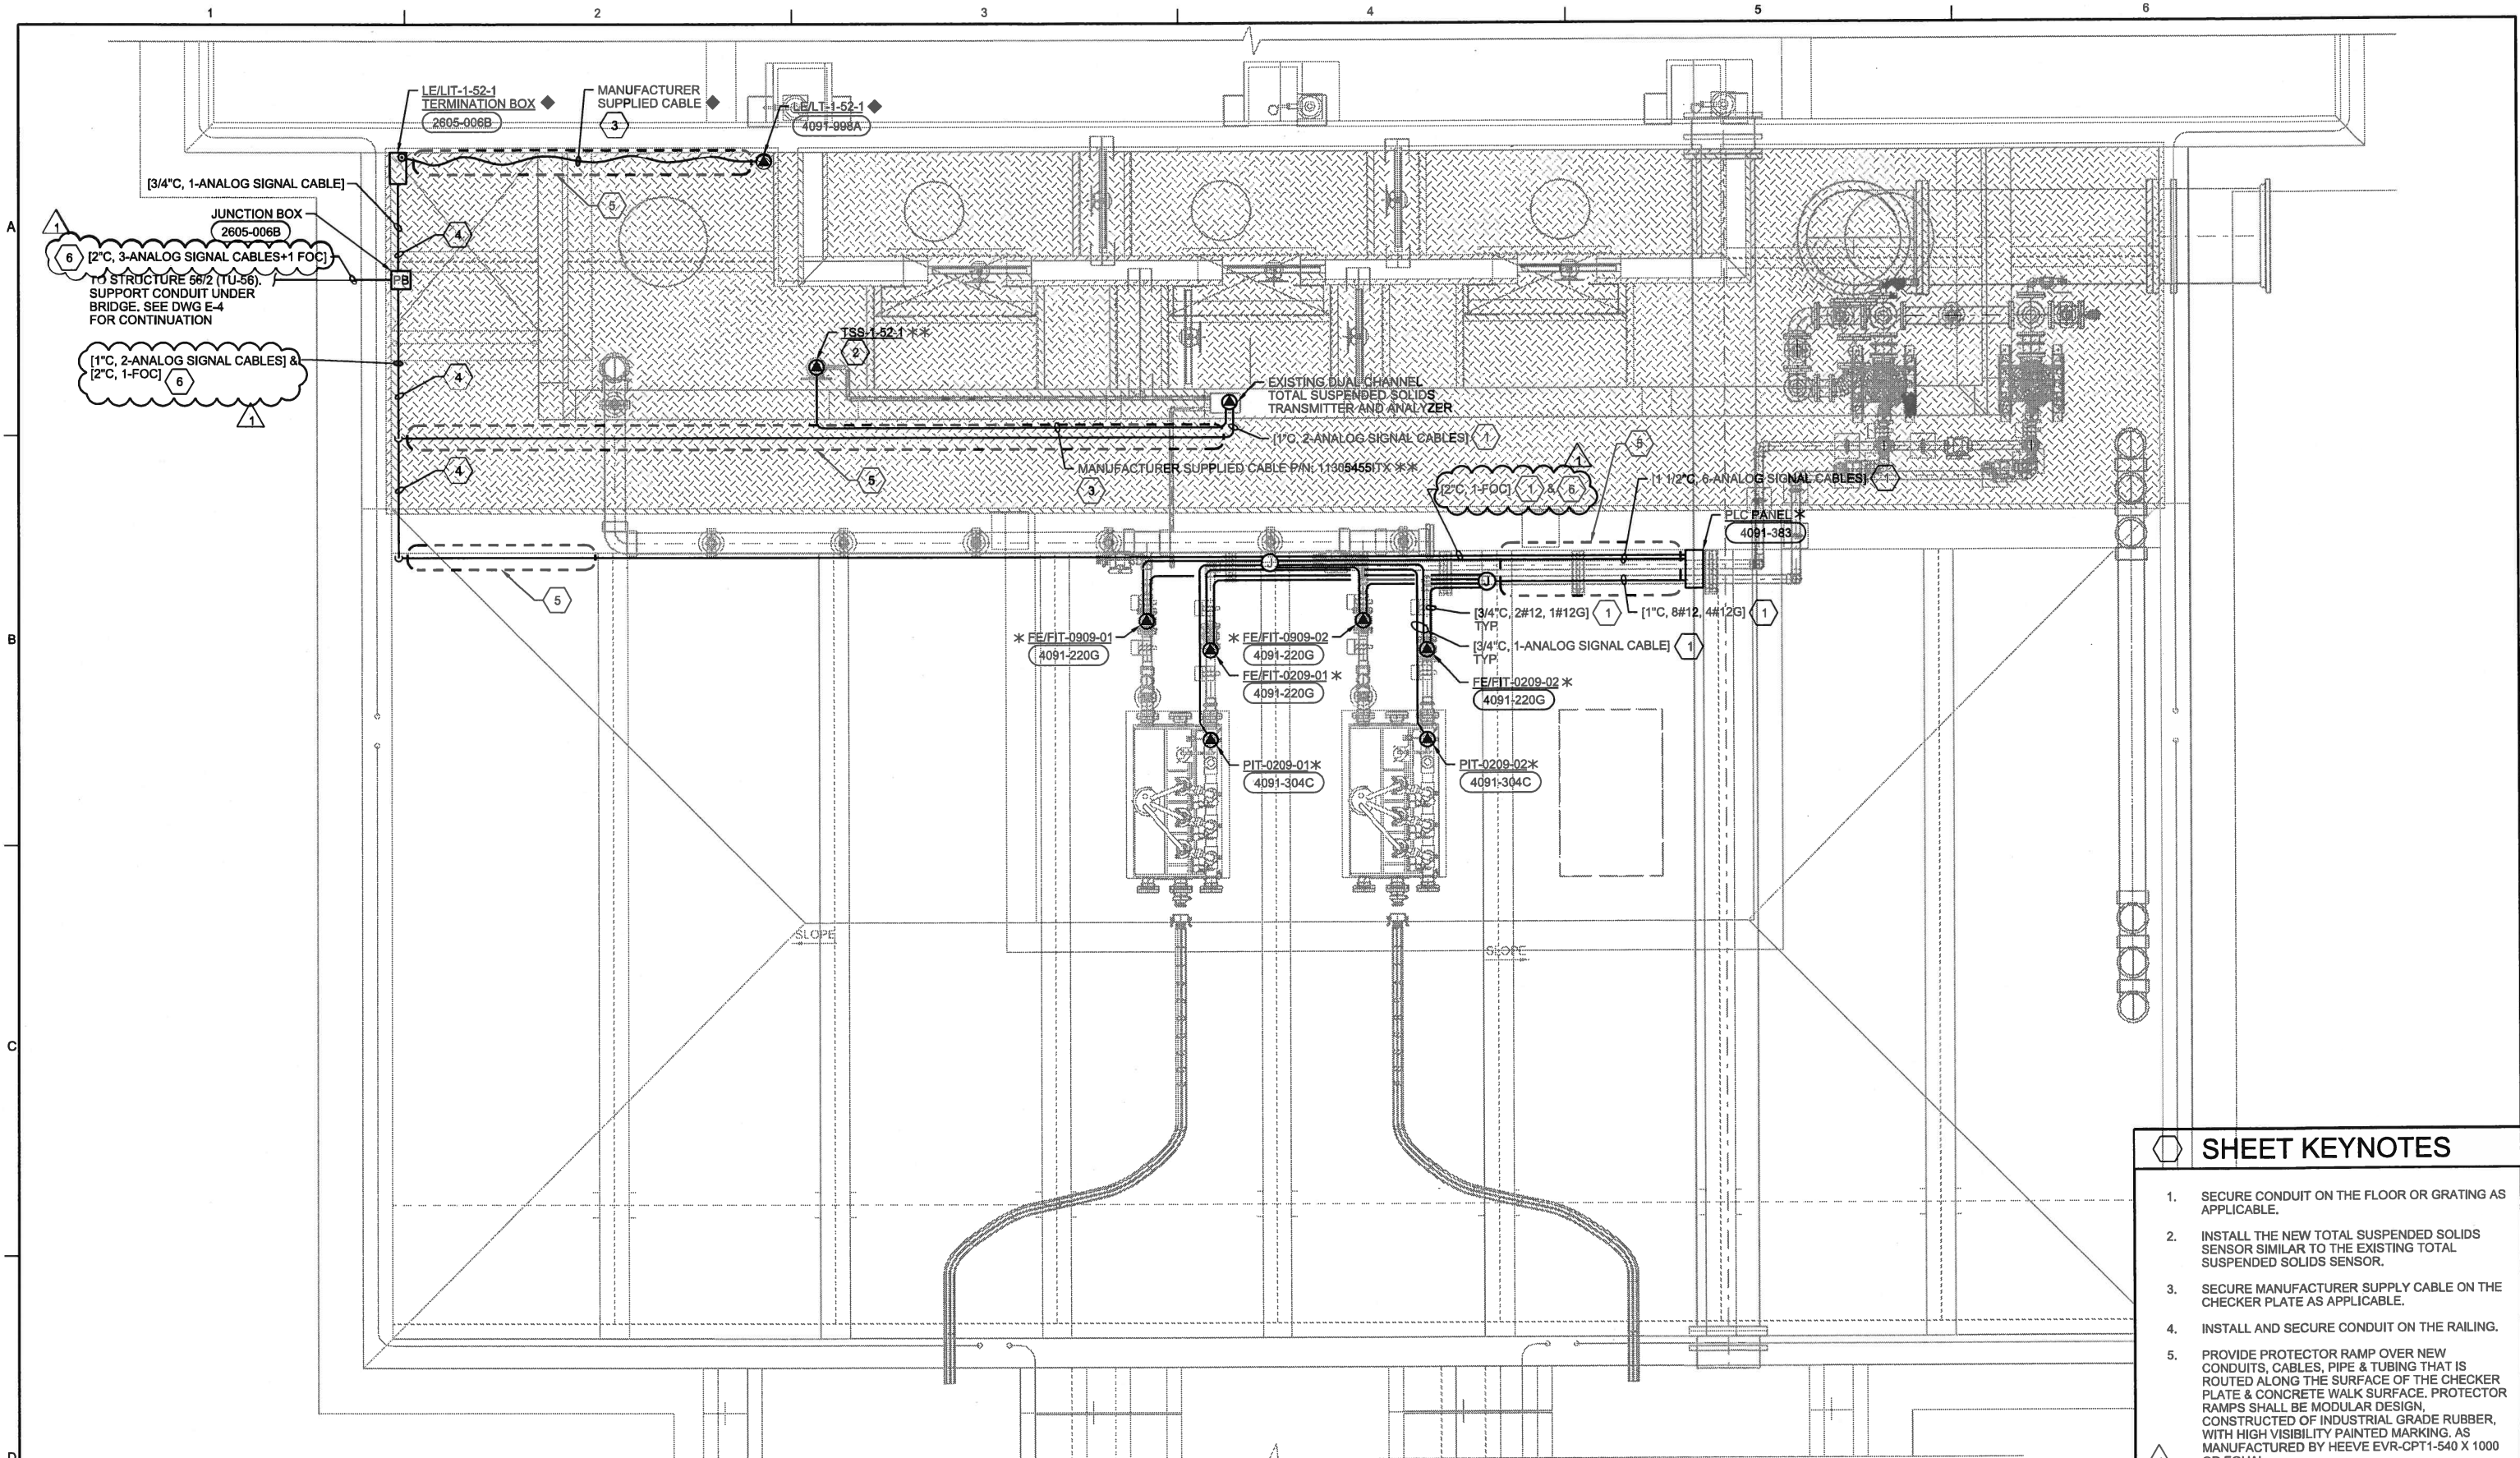 1
2
3
4
5
6
A
B
C
D
LE/LIT-1-52-1
TERMINATION BOX ◆
2605-006B
MANUFACTURER
SUPPLIED CABLE ◆
3
LE/LT-1-52-1 ◆
4091-998A
[3/4"C, 1-ANALOG SIGNAL CABLE]
5
JUNCTION BOX
2605-006B
4
1
6
[2"C, 3-ANALOG SIGNAL CABLES+1 FOC]
PB
TO STRUCTURE 56/2 (TU-56).
SUPPORT CONDUIT UNDER
BRIDGE. SEE DWG E-4
FOR CONTINUATION
[1"C, 2-ANALOG SIGNAL CABLES] &
[2"C, 1-FOC]
6
1
4
TSS-1-52-1 **
2
EXISTING DUAL CHANNEL
TOTAL SUSPENDED SOLIDS
TRANSMITTER AND ANALYZER
[1"C, 2-ANALOG SIGNAL CABLES]
1
MANUFACTURER SUPPLIED CABLE P/N: 11305455ITX **
3
4
5
1
5
[2"C, 1-FOC]
1
&
6
[1 1/2"C, 6-ANALOG SIGNAL CABLES]
1
PLC PANEL *
4091-383
5
J
J
[3/4"C, 2#12, 1#12G]
1
TYP
[1"C, 8#12, 4#12G]
1
[3/4"C, 1-ANALOG SIGNAL CABLE]
1
TYP
* FE/FIT-0909-01
4091-220G
* FE/FIT-0909-02
4091-220G
FE/FIT-0209-01 *
4091-220G
FE/FIT-0209-02 *
4091-220G
PIT-0209-01*
4091-304C
PIT-0209-02*
4091-304C
SLOPE
SLOPE
SHEET KEYNOTES
1. SECURE CONDUIT ON THE FLOOR OR GRATING AS
APPLICABLE.
2. INSTALL THE NEW TOTAL SUSPENDED SOLIDS
SENSOR SIMILAR TO THE EXISTING TOTAL
SUSPENDED SOLIDS SENSOR.
3. SECURE MANUFACTURER SUPPLY CABLE ON THE
CHECKER PLATE AS APPLICABLE.
4. INSTALL AND SECURE CONDUIT ON THE RAILING.
5. PROVIDE PROTECTOR RAMP OVER NEW
CONDUITS, CABLES, PIPE & TUBING THAT IS
ROUTED ALONG THE SURFACE OF THE CHECKER
PLATE & CONCRETE WALK SURFACE. PROTECTOR
RAMPS SHALL BE MODULAR DESIGN,
CONSTRUCTED OF INDUSTRIAL GRADE RUBBER,
WITH HIGH VISIBILITY PAINTED MARKING. AS
MANUFACTURED BY HEEVE EVR-CPT1-540 X 1000